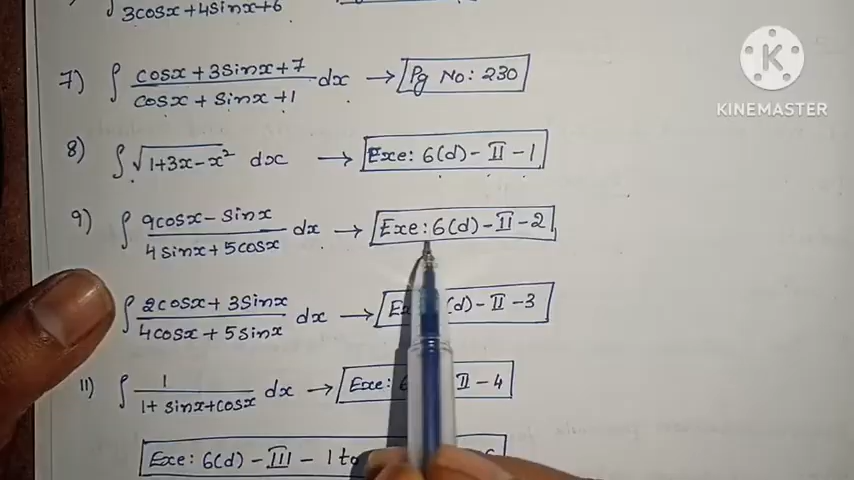 3cosx+4sinx+6
7) ∫ cosx+3sinx+7 / cosx+sinx+1 dx → Pg No: 230
8) ∫ √1+3x-x² dx → Exe: 6(d)-II-1
9) ∫ 9cosx-sinx / 4sinx+5cosx dx → Exe:6(d)-II-2
∫ 2cosx+3sinx / 4cosx+5sinx dx → (d)-II-3
11) ∫ 1 / 1+sinx+cosx dx → Exe: II-4
Exe: 6(d)-III-1 to
K
KINEMASTER